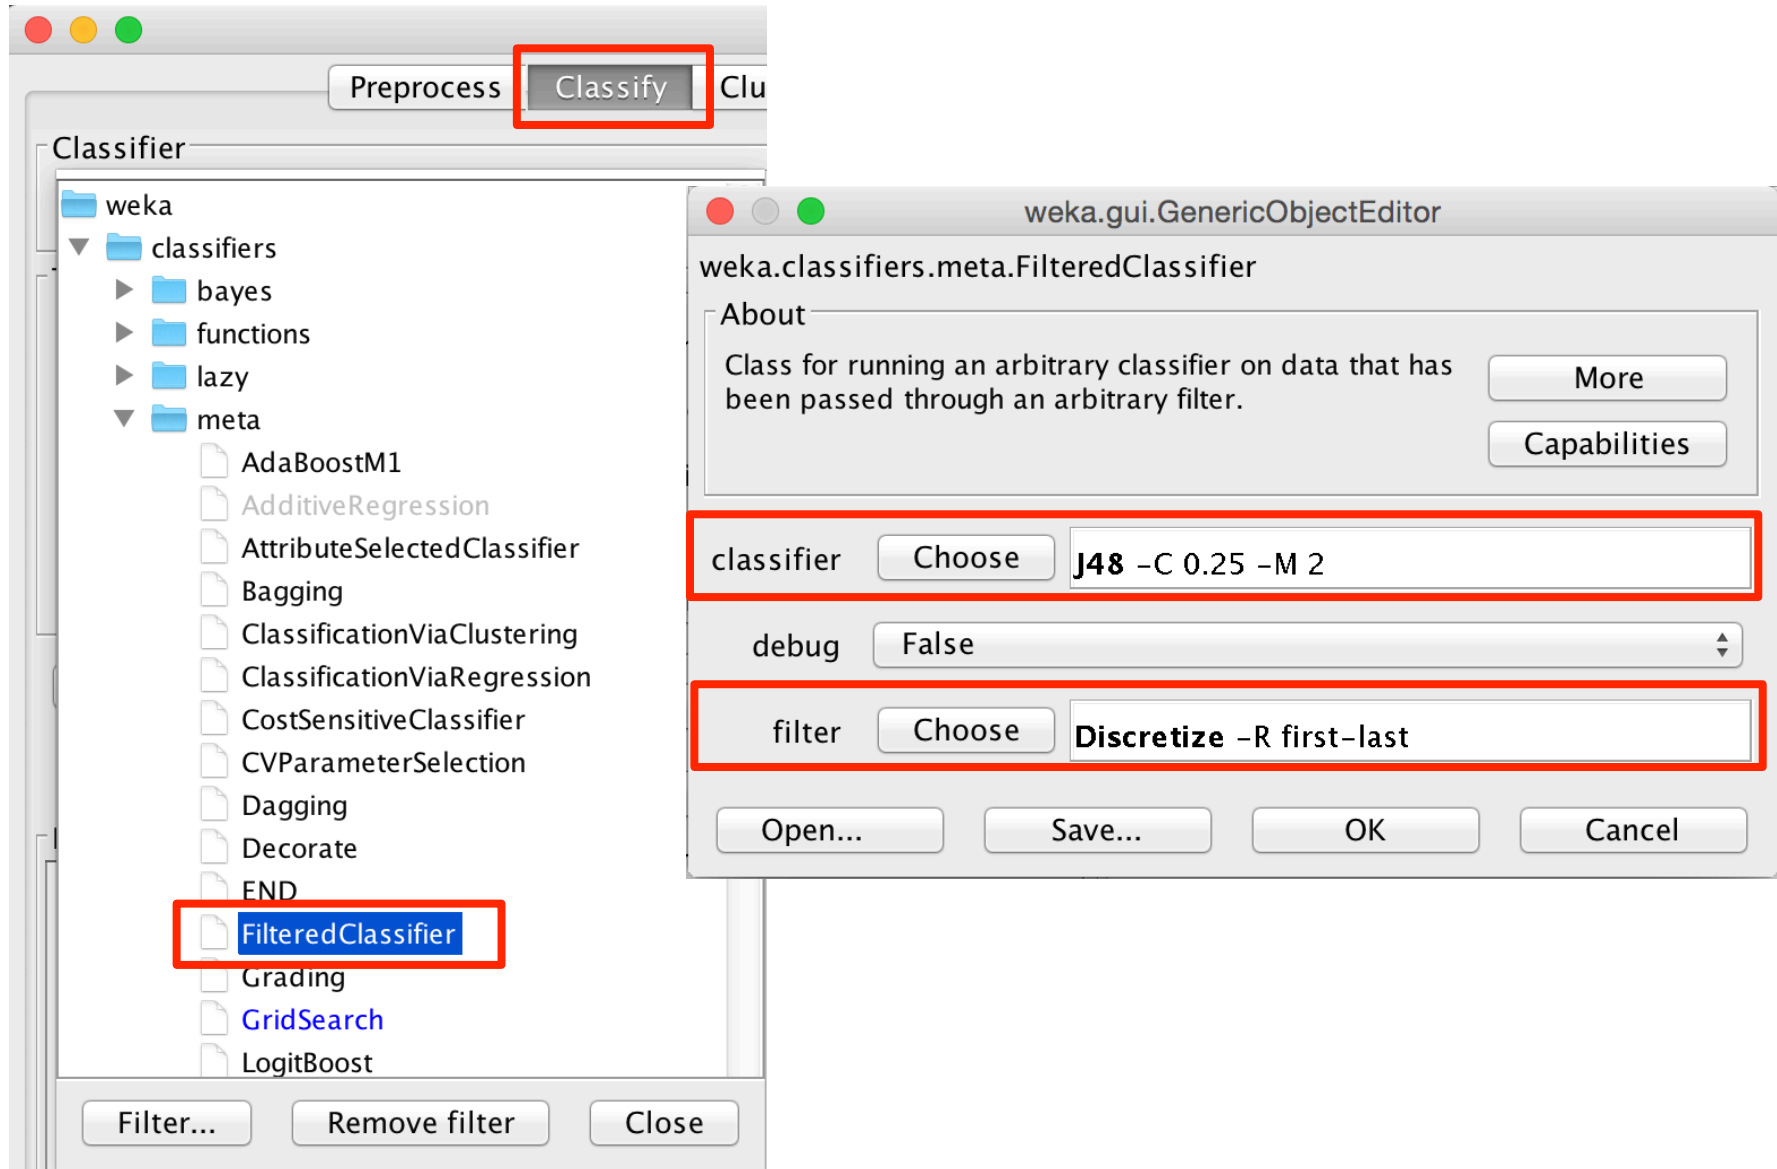 Preprocess
Classify
Clu
Classifier
weka
classifiers
bayes
functions
lazy
meta
AdaBoostM1
AdditiveRegression
AttributeSelectedClassifier
Bagging
ClassificationViaClustering
ClassificationViaRegression
CostSensitiveClassifier
CVParameterSelection
Dagging
Decorate
END
FilteredClassifier
Grading
GridSearch
LogitBoost
Filter...
Remove filter
Close
weka.gui.GenericObjectEditor
weka.classifiers.meta.FilteredClassifier
About
Class for running an arbitrary classifier on data that has
been passed through an arbitrary filter.
More
Capabilities
classifier Choose J48 -C 0.25 -M 2
debug False
filter Choose Discretize -R first-last
Open...
Save...
OK
Cancel